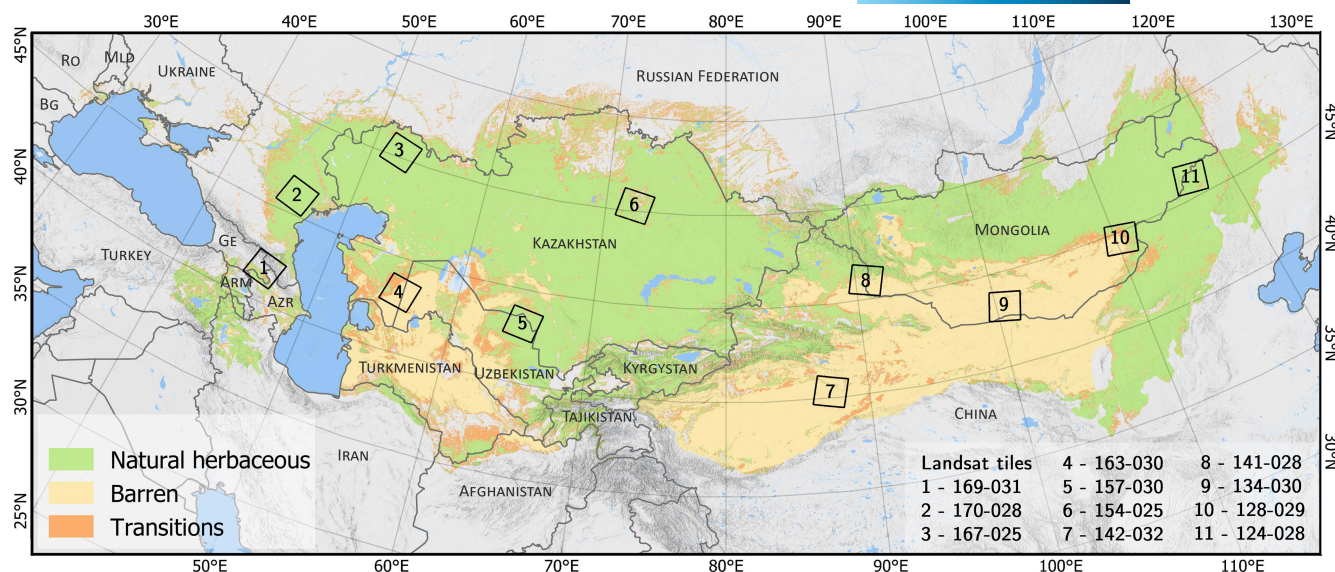 30°E 40°E 50°E 60°E 70°E 80°E 90°E 100°E 110°E 120°E 130°E
45°N
40°N
35°N
30°N
25°N
45°N
40°N
35°N
30°N
RO
MLD
UKRAINE
BG
RUSSIAN FEDERATION
3
2
6
11
GE
TURKEY
KAZAKHSTAN
MONGOLIA
10
1
ARM
AZR
4
8
9
5
TURKMENISTAN
UZBEKISTAN
KYRGYSTAN
7
TAJIKISTAN
CHINA
IRAN
AFGHANISTAN
Natural herbaceous
Barren
Transitions
Landsat tiles 4 - 163-030 8 - 141-028
1 - 169-031 5 - 157-030 9 - 134-030
2 - 170-028 6 - 154-025 10 - 128-029
3 - 167-025 7 - 142-032 11 - 124-028
50°E 60°E 70°E 80°E 90°E 100°E 110°E